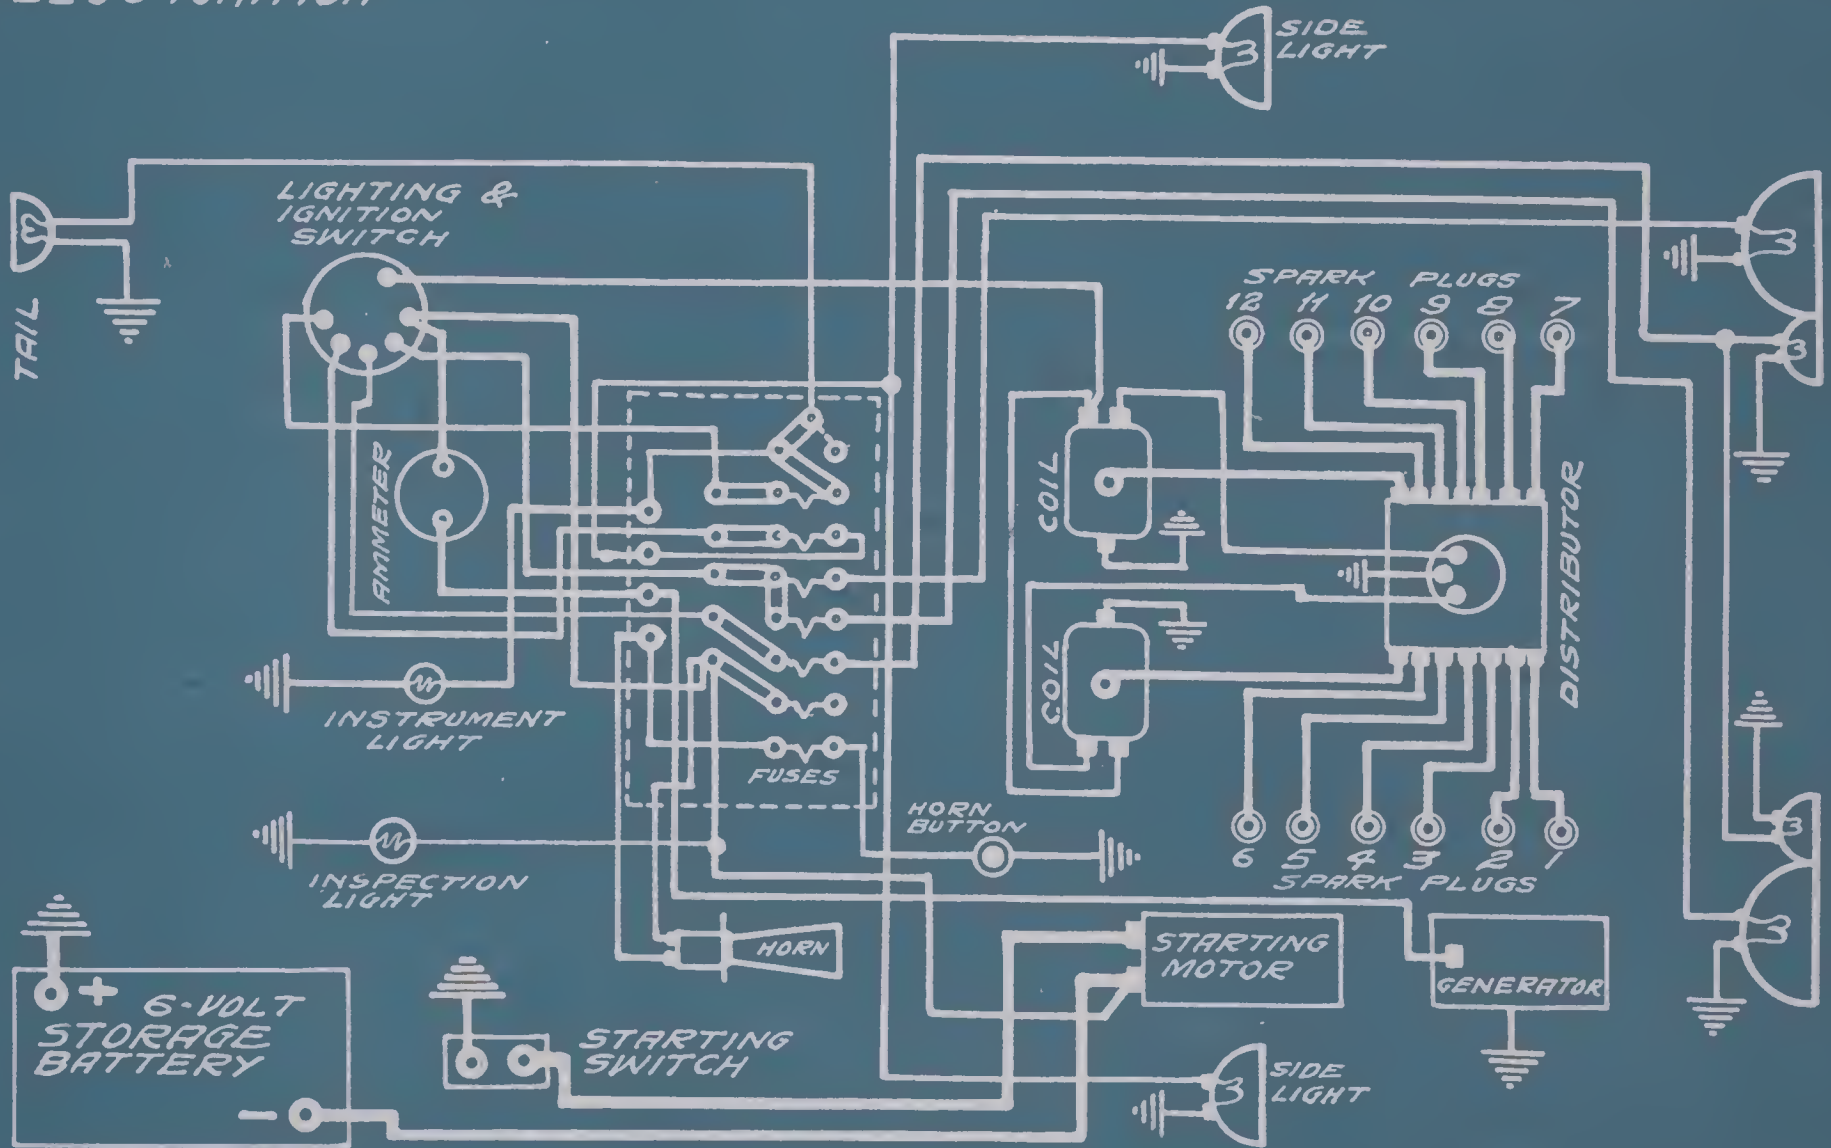 SIDE
LIGHT
LIGHTING &
IGNITION
SWITCH
TAIL
SPARK PLUGS
12 11 10 9 8 7
AMMETER
COIL
COIL
DISTRIBUTOR
INSTRUMENT
LIGHT
FUSES
HORN
BUTTON
6 5 4 3 2 1
SPARK PLUGS
INSPECTION
LIGHT
HORN
STARTING
MOTOR
GENERATOR
+ 6-VOLT
STORAGE
BATTERY
-
STARTING
SWITCH
SIDE
LIGHT